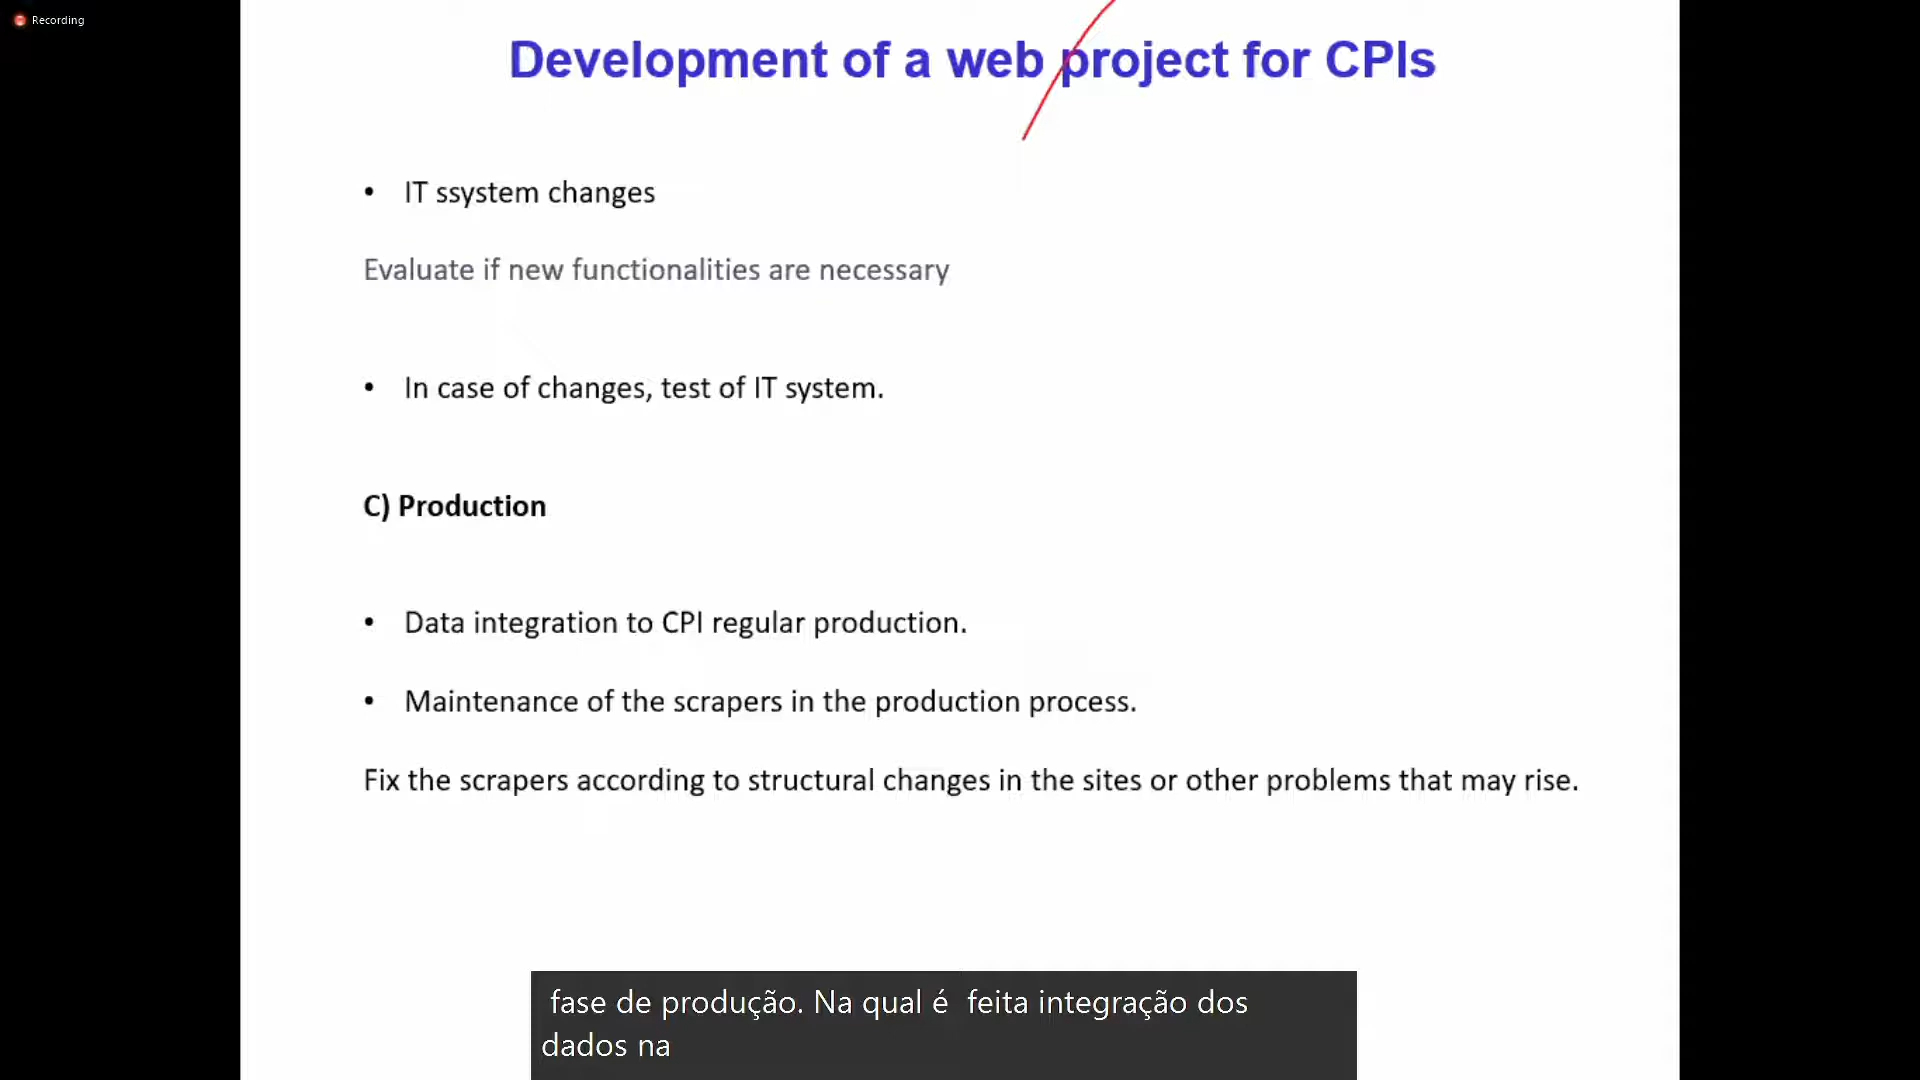 Recording
Development of a web project for CPIs
• IT ssystem changes
Evaluate if new functionalities are necessary
• In case of changes, test of IT system.
C) Production
• Data integration to CPI regular production.
• Maintenance of the scrapers in the production process.
Fix the scrapers according to structural changes in the sites or other problems that may rise.
fase de produção. Na qual é feita integração dos
dados na